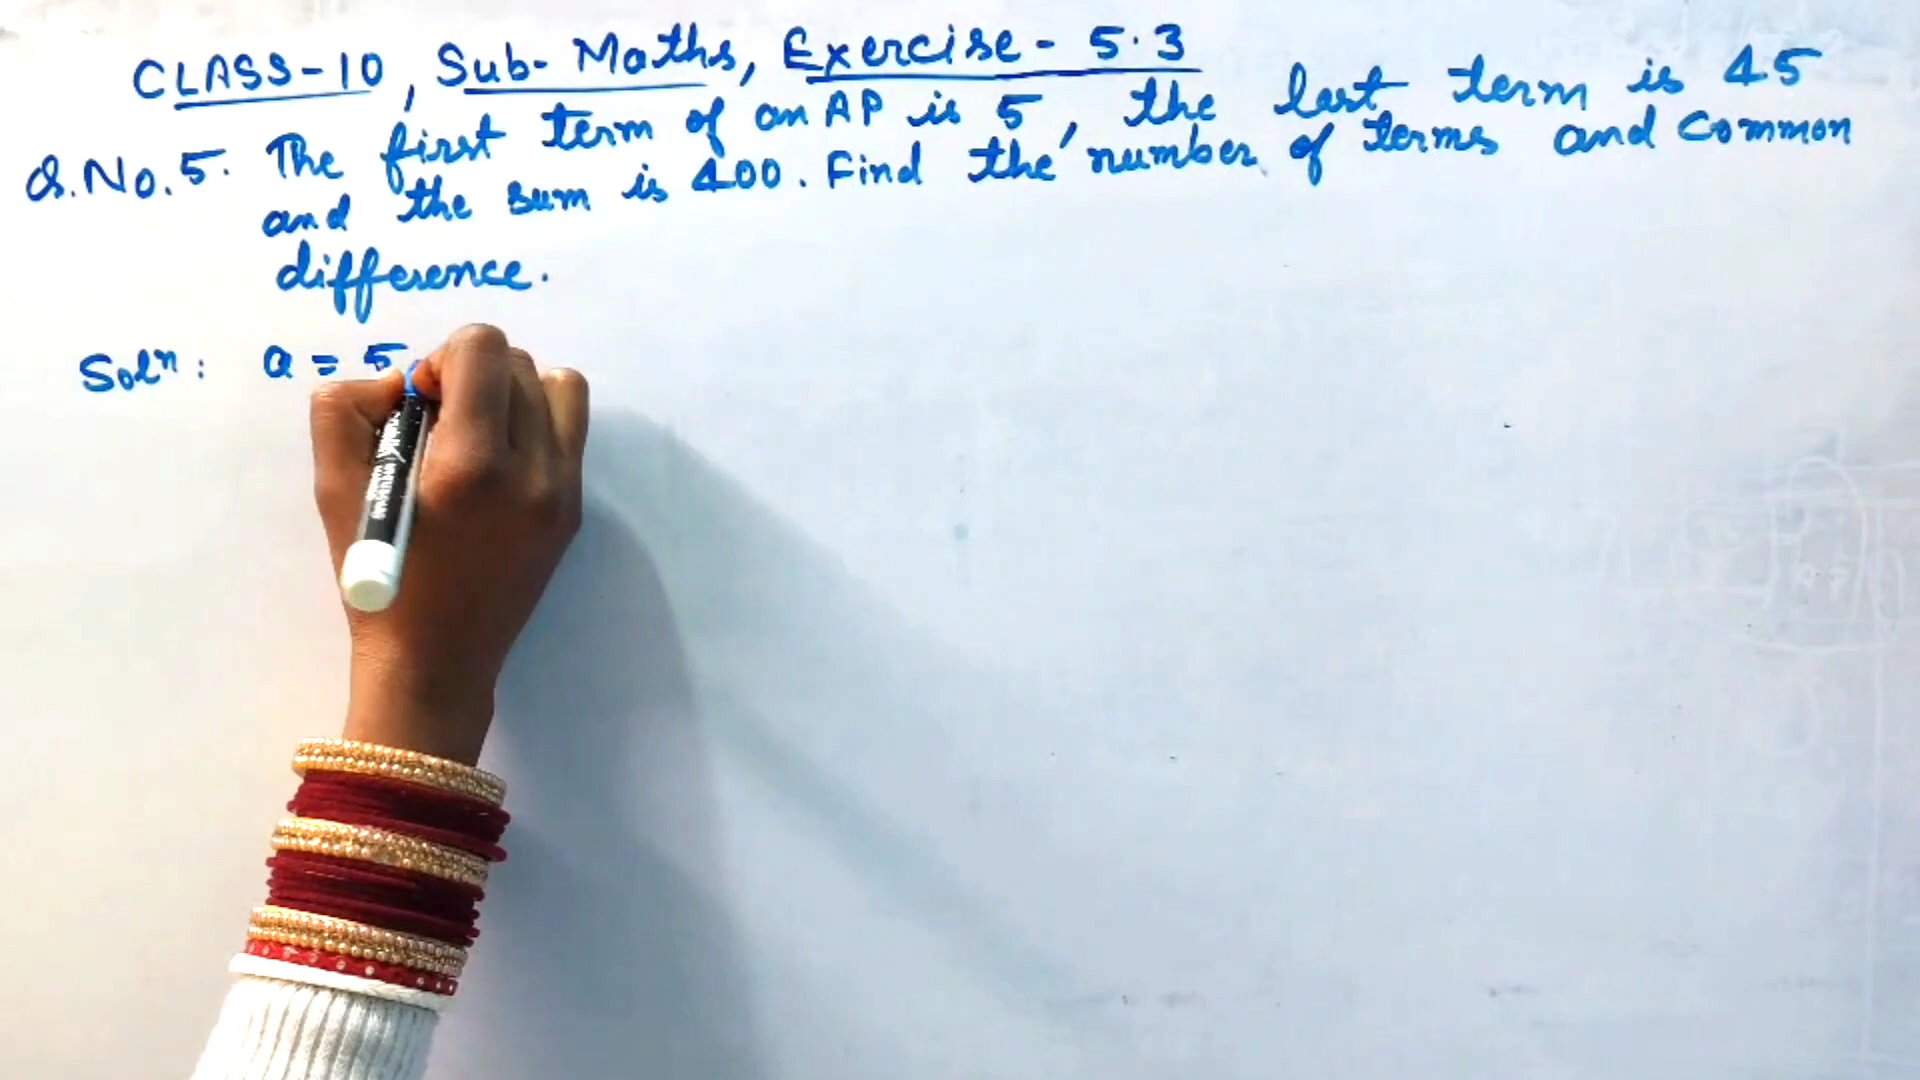 CLASS-10, Sub- Maths, Exercise- 5.3
Q.No.5. The first term of an AP is 5, the last term is 45
and the sum is 400. Find the number of terms and common
difference.
Solⁿ: a = 5